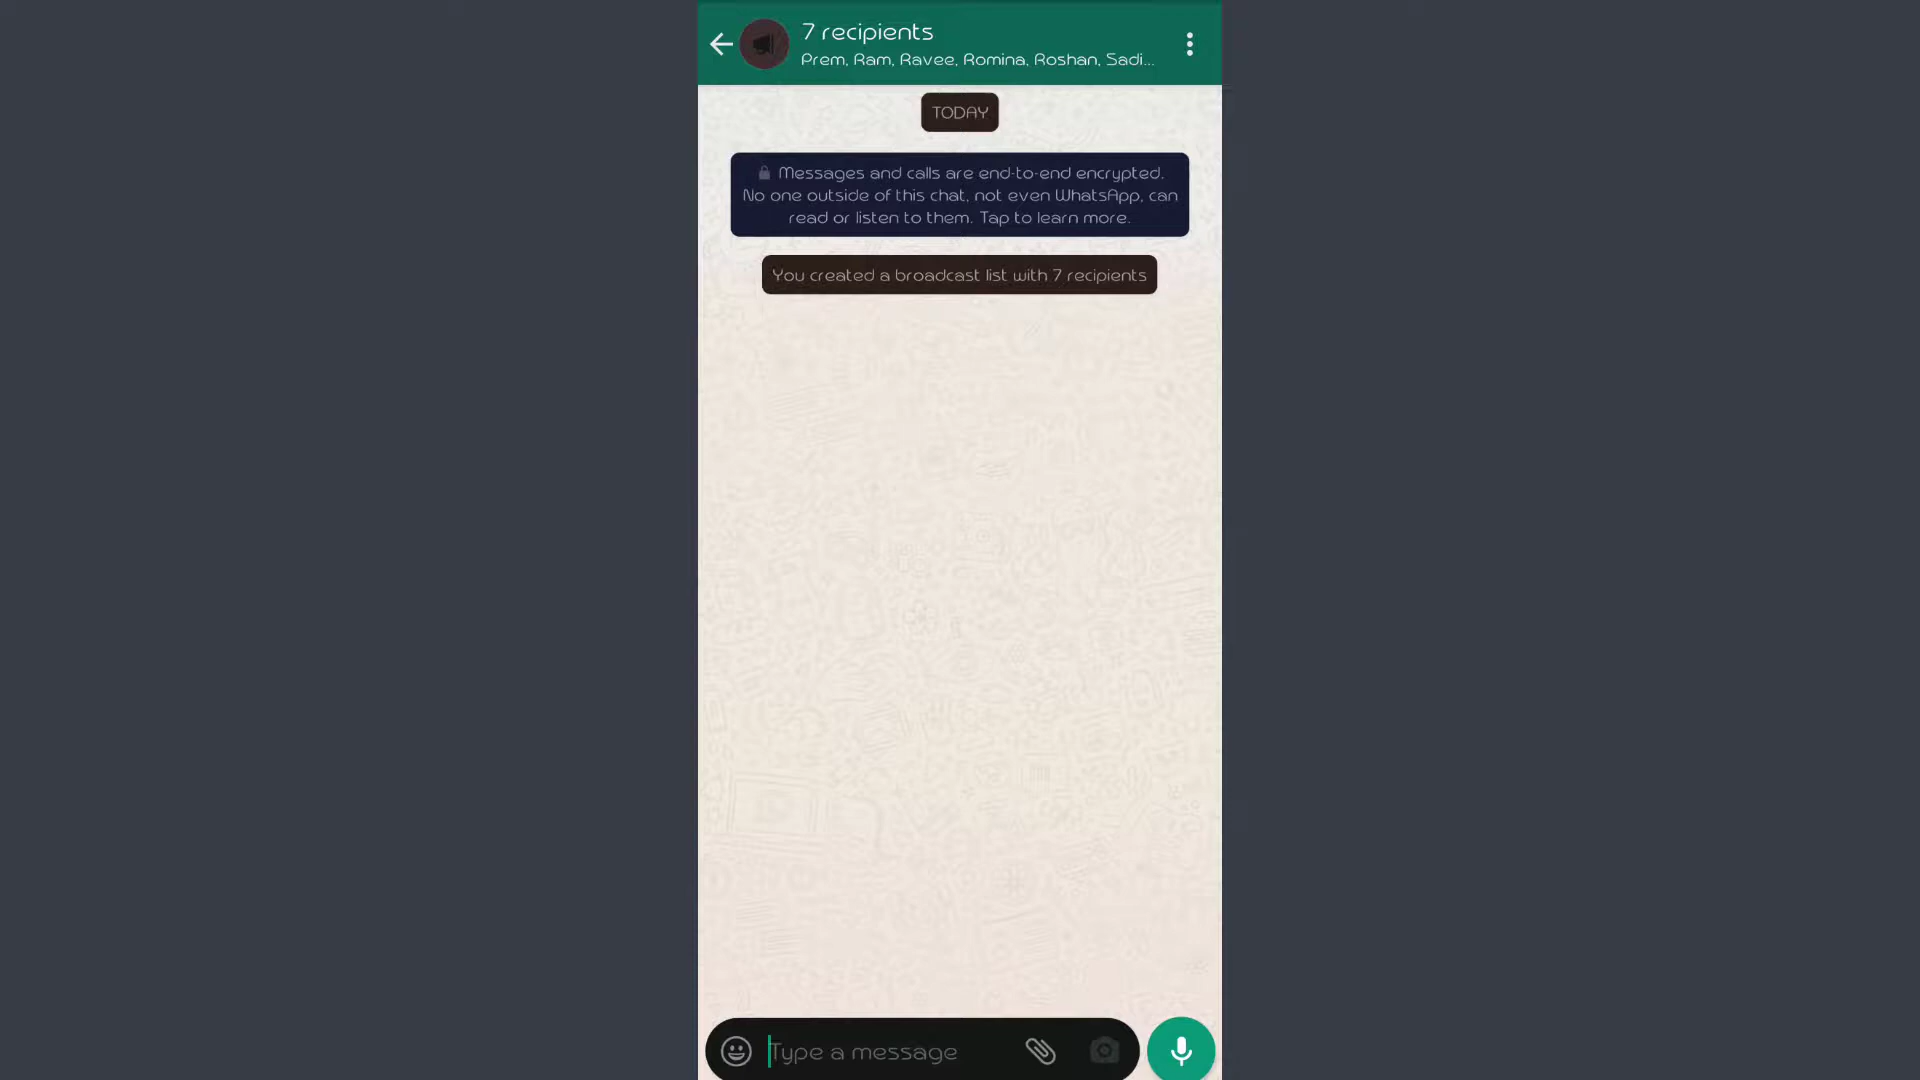 7 recipients
Prem, Ram, Ravee, Romina, Roshan, Sadi...
TODAY
Messages and calls are end-to-end encrypted.
No one outside of this chat, not even WhatsApp, can
read or listen to them. Tap to learn more.
You created a broadcast list with 7 recipients
Type a message